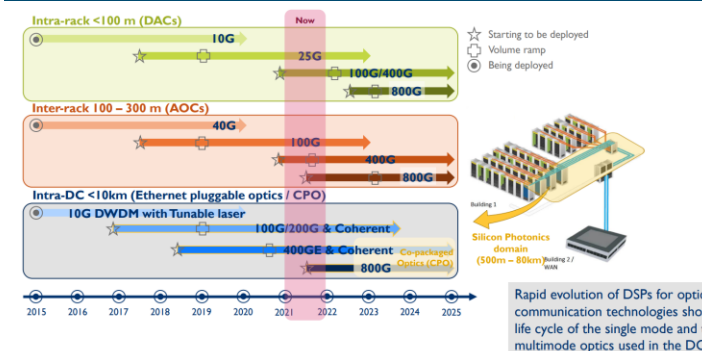 Now
Intra-rack <100 m (DACs)
10G
25G
100G/400G
800G
Starting to be deployed
Volume ramp
Being deployed
Inter-rack 100 – 300 m (AOCs)
40G
100G
400G
800G
Intra-DC <10km (Ethernet pluggable optics / CPO)
10G DWDM with Tunable laser
100G/200G & Coherent
400GE & Coherent
Co-packaged
Optics (CPO)
800G
2015 2016 2017 2018 2019 2020 2021 2022 2023 2024 2025
Building 1
Silicon Photonics
domain
(500m – 80km)
Building 2 /
WAN
Rapid evolution of DSPs for optic
communication technologies sho
life cycle of the single mode and
multimode optics used in the DC